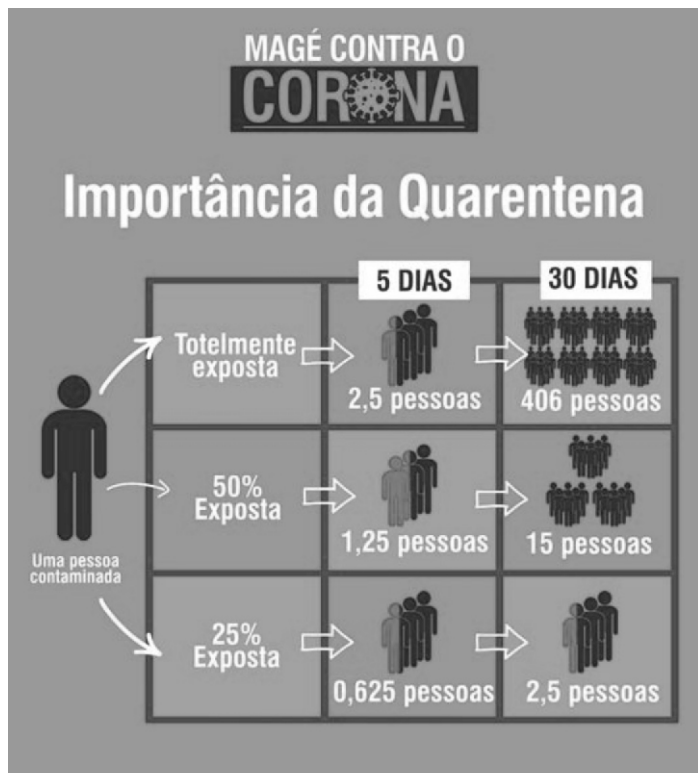 MAGÉ CONTRA O
CORONA
Importância da Quarentena
5 DIAS
30 DIAS
Totelmente
exposta
2,5 pessoas
406 pessoas
Uma pessoa
contaminada
50%
Exposta
1,25 pessoas
15 pessoas
25%
Exposta
0,625 pessoas
2,5 pessoas